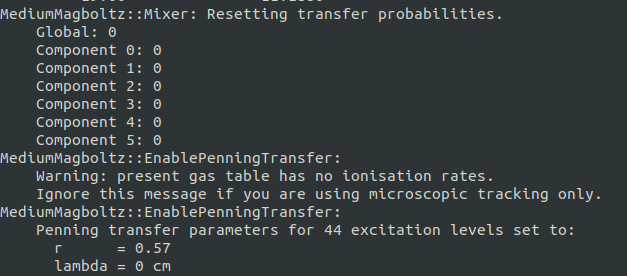 MediumMagboltz::Mixer: Resetting transfer probabilities.
Global: 0
Component 0: 0
Component 1: 0
Component 2: 0
Component 3: 0
Component 4: 0
Component 5: 0
MediumMagboltz::EnablePenningTransfer:
Warning: present gas table has no ionisation rates.
Ignore this message if you are using microscopic tracking only.
MediumMagboltz::EnablePenningTransfer:
Penning transfer parameters for 44 excitation levels set to:
r      = 0.57
lambda = 0 cm